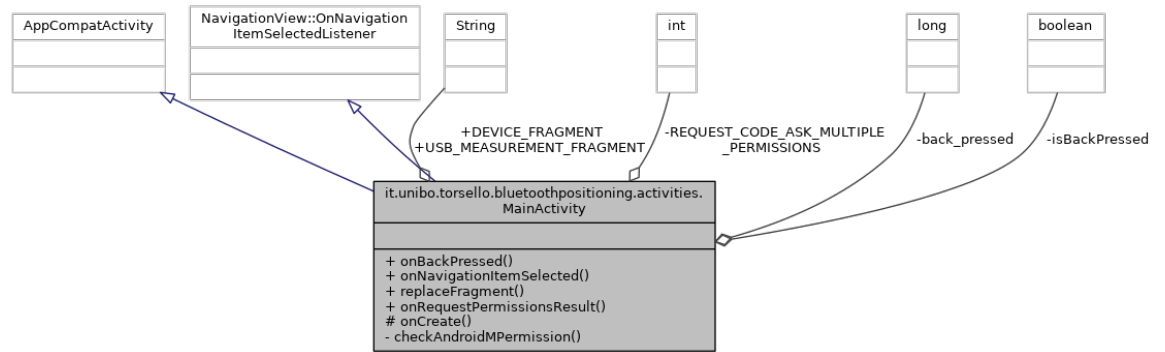 AppCompatActivity
NavigationView::OnNavigation
ItemSelectedListener
String
int
long
boolean
+DEVICE_FRAGMENT
+USB_MEASUREMENT_FRAGMENT
-REQUEST_CODE_ASK_MULTIPLE
_PERMISSIONS
-back_pressed
-isBackPressed
it.unibo.torsello.bluetoothpositioning.activities.
MainActivity
+ onBackPressed()
+ onNavigationItemSelected()
+ replaceFragment()
+ onRequestPermissionsResult()
# onCreate()
- checkAndroidMPermission()